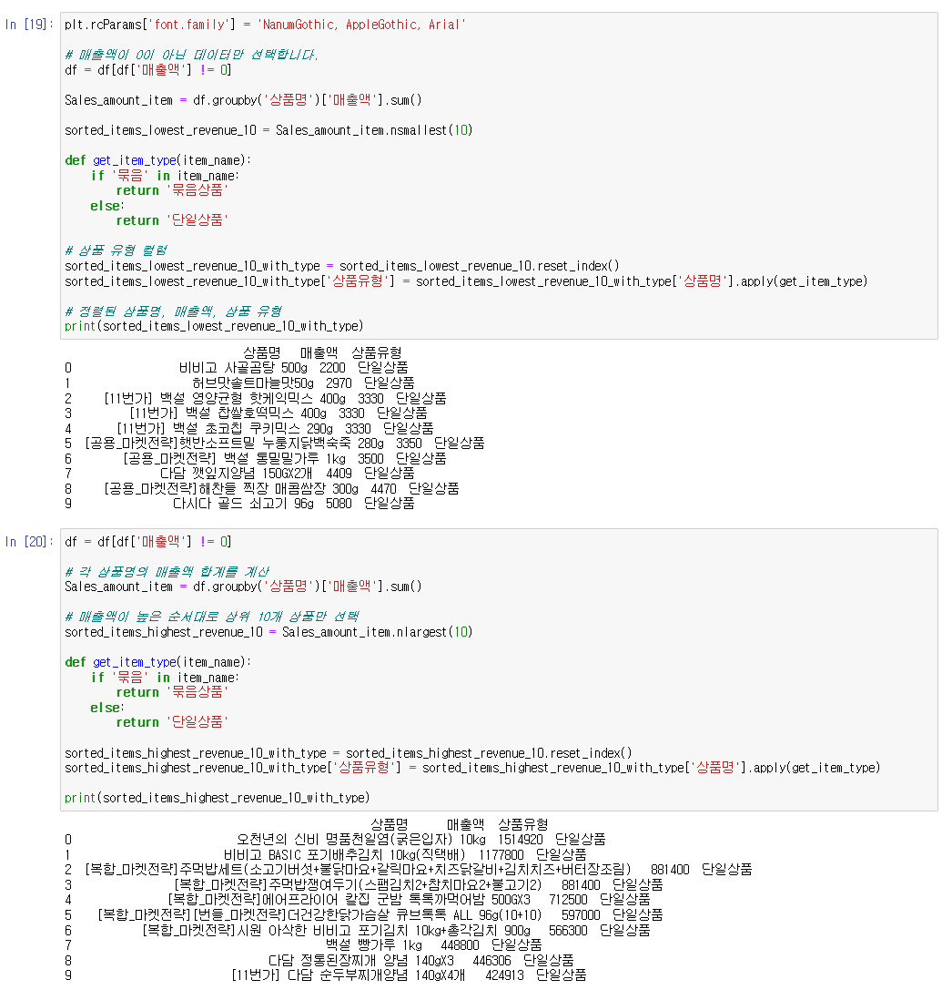 In [19]: plt.rcParams['font.family'] = 'NanumGothic, AppleGothic, Arial'
# 매출액이 0이 아닌 데이터만 선택합니다.
df = df[df['매출액'] != 0]
Sales_amount_item = df.groupby('상품명')['매출액'].sum()
sorted_items_lowest_revenue_10 = Sales_amount_item.nsmallest(10)
def get_item_type(item_name):
if '묶음' in item_name:
return '묶음상품'
else:
return '단일상품'
# 상품 유형 컬럼
sorted_items_lowest_revenue_10_with_type = sorted_items_lowest_revenue_10.reset_index()
sorted_items_lowest_revenue_10_with_type['상품유형'] = sorted_items_lowest_revenue_10_with_type['상품명'].apply(get_item_type)
# 정렬된 상품명, 매출액, 상품 유형
print(sorted_items_lowest_revenue_10_with_type)
상품명 매출액 상품유형
0 비비고 사골곰탕 500g 2200 단일상품
1 허브맛솔트마늘맛50g 2970 단일상품
2 [11번가] 백설 영양균형 핫케익믹스 400g 3330 단일상품
3 [11번가] 백설 찹쌀호떡믹스 400g 3330 단일상품
4 [11번가] 백설 초코칩 쿠키믹스 290g 3330 단일상품
5 [공용_마켓전략]햇반소프트밀 누룽지닭백숙죽 280g 3350 단일상품
6 [공용_마켓전략] 백설 통밀밀가루 1kg 3500 단일상품
7 다담 깻잎지양념 150GX2개 4409 단일상품
8 [공용_마켓전략]해찬들 찍장 매콤쌈장 300g 4470 단일상품
9 다시다 골드 쇠고기 96g 5080 단일상품
In [20]: df = df[df['매출액'] != 0]
# 각 상품명의 매출액 합계를 계산
Sales_amount_item = df.groupby('상품명')['매출액'].sum()
# 매출액이 높은 순서대로 상위 10개 상품만 선택
sorted_items_highest_revenue_10 = Sales_amount_item.nlargest(10)
def get_item_type(item_name):
if '묶음' in item_name:
return '묶음상품'
else:
return '단일상품'
sorted_items_highest_revenue_10_with_type = sorted_items_highest_revenue_10.reset_index()
sorted_items_highest_revenue_10_with_type['상품유형'] = sorted_items_highest_revenue_10_with_type['상품명'].apply(get_item_type)
print(sorted_items_highest_revenue_10_with_type)
상품명 매출액 상품유형
0 오천년의 신비 명품천일염(굵은입자) 10kg 1514920 단일상품
1 비비고 BASIC 포기배추김치 10kg(직택배) 1177800 단일상품
2 [복합_마켓전략]주먹밥세트(소고기버섯+불닭마요+갈릭마요+치즈닭갈비+김치치즈+버터장조림) 881400 단일상품
3 [복합_마켓전략]주먹밥쟁여두기(스팸김치2+참치마요2+불고기2) 881400 단일상품
4 [복합_마켓전략]에어프라이어 칼집 군밤 톡톡까먹어밤 500GX3 712500 단일상품
5 [복합_마켓전략][번들_마켓전략]더건강한닭가슴살 큐브톡톡 ALL 96g(10+10) 597000 단일상품
6 [복합_마켓전략]시원 아삭한 비비고 포기김치 10kg+총각김치 900g 566300 단일상품
7 백설 빵가루 1kg 448800 단일상품
8 다담 정통된장찌개 양념 140gX3 446306 단일상품
9 [11번가] 다담 순두부찌개양념 140gX4개 424913 단일상품